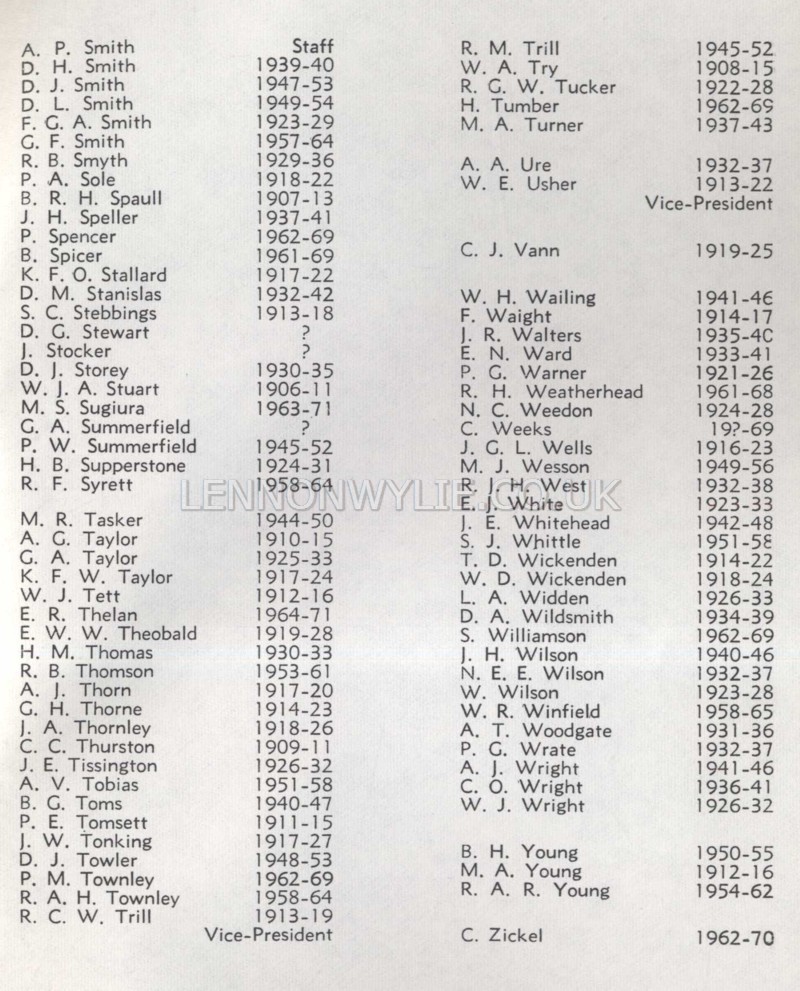 A. P. Smith Staff
D. H. Smith 1939-40
D. J. Smith 1947-53
D. L. Smith 1949-54
F. G. A. Smith 1923-29
G. F. Smith 1957-64
R. B. Smyth 1929-36
P. A. Sole 1918-22
B. R. H. Spaull 1907-13
J. H. Speller 1937-41
P. Spencer 1962-69
B. Spicer 1961-69
K. F. O. Stallard 1917-22
D. M. Stanislas 1932-42
S. C. Stebbings 1913-18
D. G. Stewart ?
J. Stocker ?
D. J. Storey 1930-35
W. J. A. Stuart 1906-11
M. S. Sugiura 1963-71
G. A. Summerfield ?
P. W. Summerfield 1945-52
H. B. Supperstone 1924-31
R. F. Syrett 1958-64
M. R. Tasker 1944-50
A. G. Taylor 1910-15
G. A. Taylor 1925-33
K. F. W. Taylor 1917-24
W. J. Tett 1912-16
E. R. Thelan 1964-71
E. W. W. Theobald 1919-28
H. M. Thomas 1930-33
R. B. Thomson 1953-61
A. J. Thorn 1917-20
G. H. Thorne 1914-23
J. A. Thornley 1918-26
C. C. Thurston 1909-11
J. E. Tissington 1926-32
A. V. Tobias 1951-58
B. G. Toms 1940-47
P. E. Tomsett 1911-15
J. W. Tonking 1917-27
D. J. Towler 1948-53
P. M. Townley 1962-69
R. A. H. Townley 1958-64
R. C. W. Trill 1913-19
Vice-President
R. M. Trill 1945-52
W. A. Try 1908-15
R. G. W. Tucker 1922-28
H. Tumber 1962-69
M. A. Turner 1937-43
A. A. Ure 1932-37
W. E. Usher 1913-22
Vice-President
C. J. Vann 1919-25
W. H. Wailing 1941-46
F. Waight 1914-17
J. R. Walters 1935-40
E. N. Ward 1933-41
P. G. Warner 1921-26
R. H. Weatherhead 1961-68
N. C. Weedon 1924-28
C. Weeks 19?-69
J. G. L. Wells 1916-23
M. J. Wesson 1949-56
R. J. H. West 1932-38
E. J. White 1923-33
J. E. Whitehead 1942-48
S. J. Whittle 1951-58
T. D. Wickenden 1914-22
W. D. Wickenden 1918-24
L. A. Widden 1926-33
D. A. Wildsmith 1934-39
S. Williamson 1962-69
J. H. Wilson 1940-46
N. E. E. Wilson 1932-37
W. Wilson 1923-28
W. R. Winfield 1958-65
A. T. Woodgate 1931-36
P. G. Wrate 1932-37
A. J. Wright 1941-46
C. O. Wright 1936-41
W. J. Wright 1926-32
B. H. Young 1950-55
M. A. Young 1912-16
R. A. R. Young 1954-62
C. Zickel 1962-70
LENNONWYLIE.CO.UK